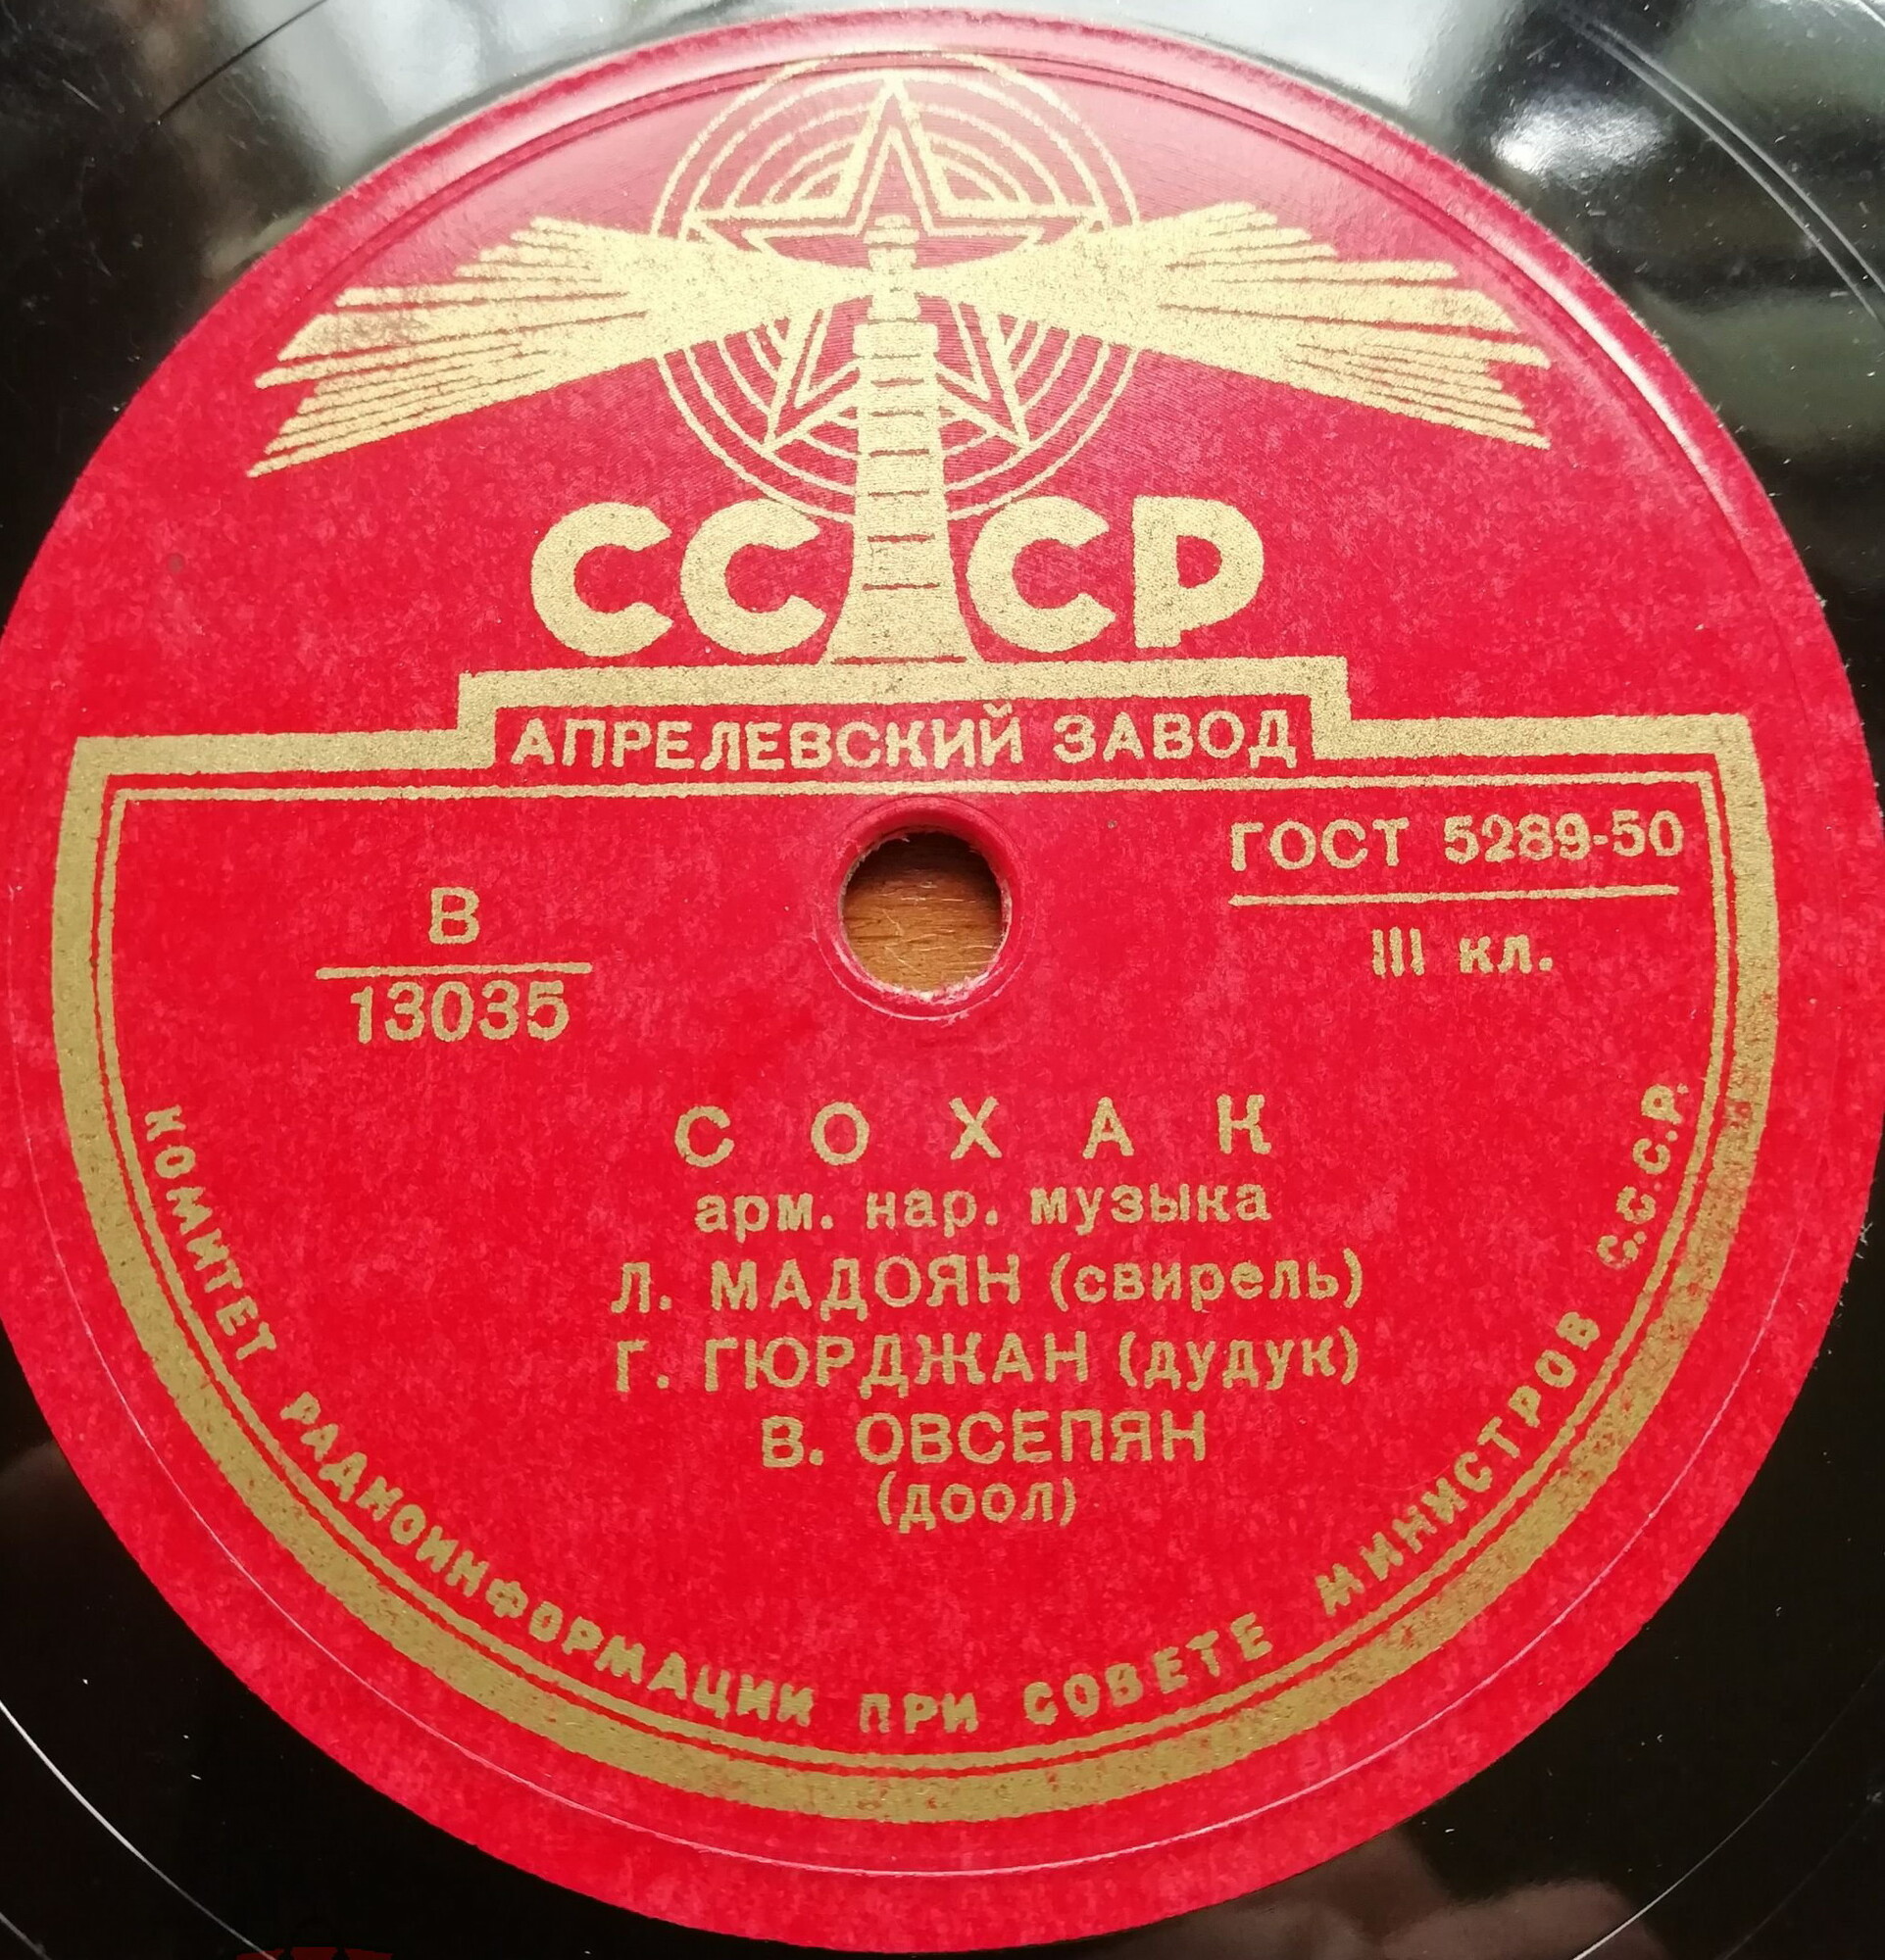 СССР
АПРЕЛЕВСКИЙ ЗАВОД
ГОСТ 5289-50
III кл.
В
13035
СОХАК
арм. нар. музыка
Л. МАДОЯН (свирель)
Г. ГЮРДЖАН (дудук)
В. ОВСЕПЯН
(доол)
КОМИТЕТ РАДИОИНФОРМАЦИИ ПРИ СОВЕТЕ МИНИСТРОВ С.С.С.Р.